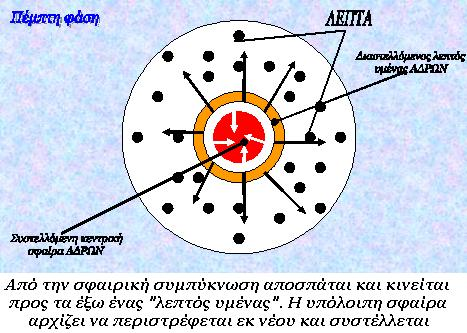 Πέμπτη φάση
ΛΕΠΤΑ
Διαστελλόμενος λεπτός
υμένας ΑΔΡΩΝ
Συστελλόμενη κεντρική
σφαίρα ΑΔΡΩΝ
Από την σφαιρική συμπύκνωση αποσπάται και κινείται
προς τα έξω ένας "λεπτός υμένας". Η υπόλοιπη σφαίρα
αρχίζει να περιστρέφεται εκ νέου και συστέλλεται